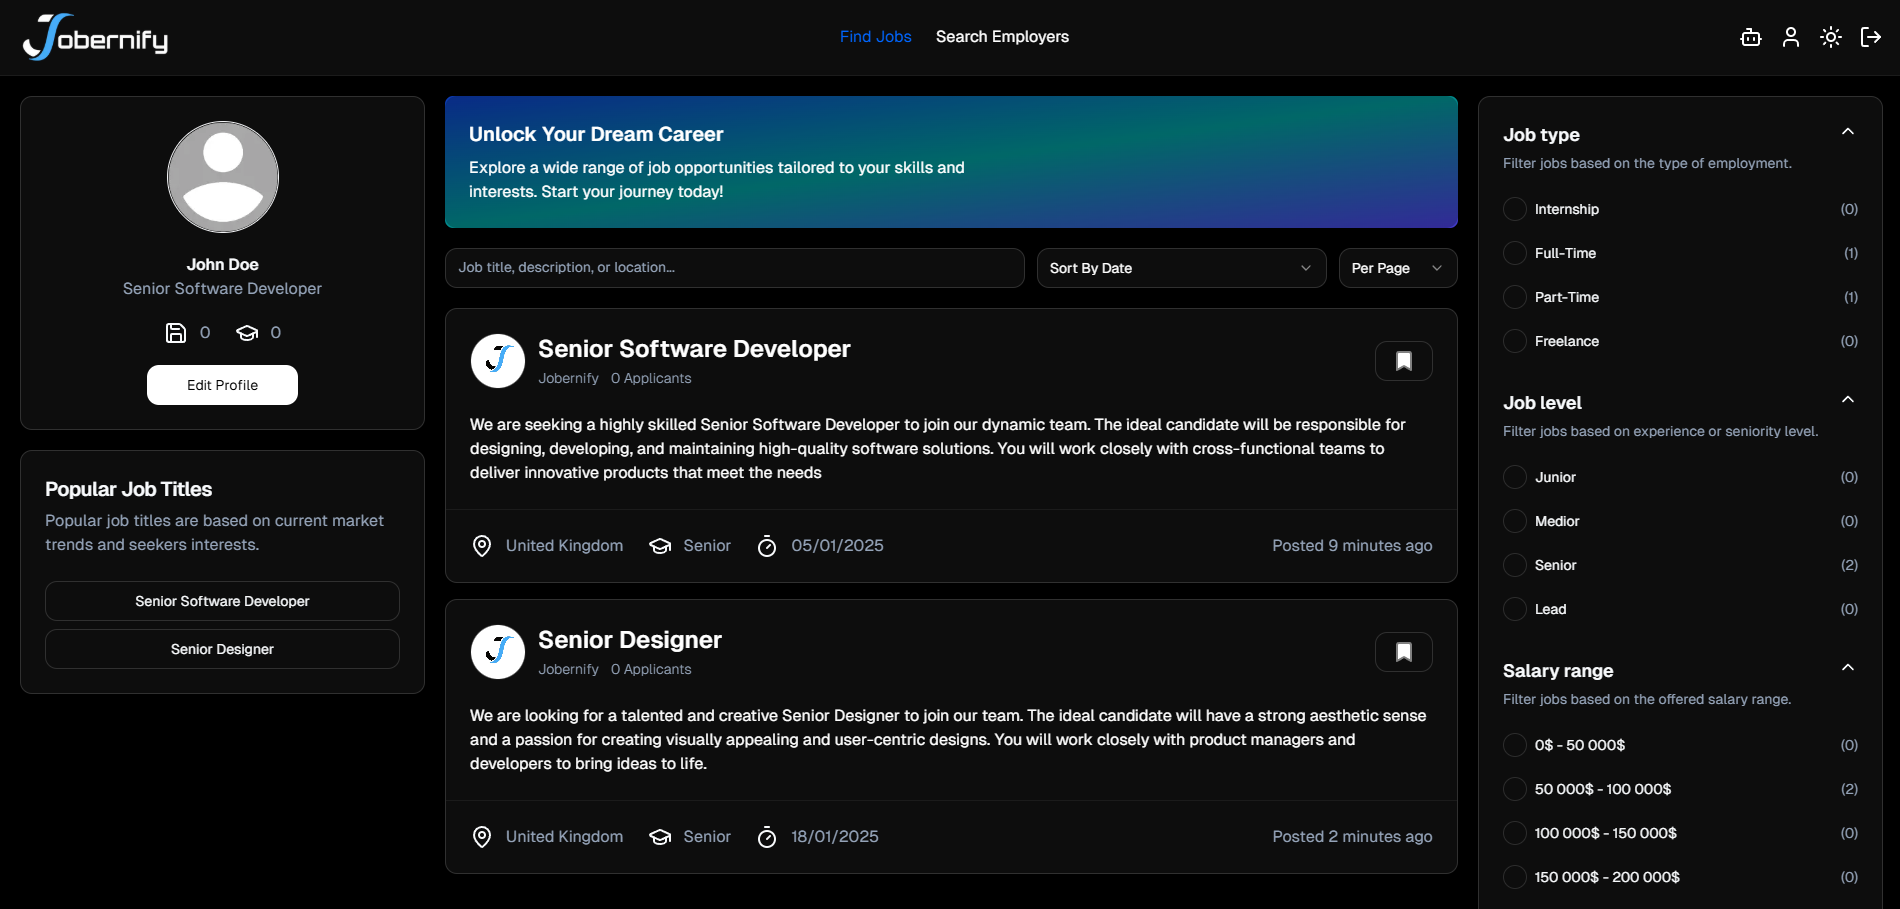 Jobernify
Find Jobs
Search Employers
John Doe
Senior Software Developer
0
0
Edit Profile
Popular Job Titles
Popular job titles are based on current market
trends and seekers interests.
Senior Software Developer
Senior Designer
Unlock Your Dream Career
Explore a wide range of job opportunities tailored to your skills and
interests. Start your journey today!
Job title, description, or location...
Sort By Date
Per Page
Senior Software Developer
Jobernify 0 Applicants
We are seeking a highly skilled Senior Software Developer to join our dynamic team. The ideal candidate will be responsible for
designing, developing, and maintaining high-quality software solutions. You will work closely with cross-functional teams to
deliver innovative products that meet the needs
United Kingdom Senior 05/01/2025 Posted 9 minutes ago
Senior Designer
Jobernify 0 Applicants
We are looking for a talented and creative Senior Designer to join our team. The ideal candidate will have a strong aesthetic sense
and a passion for creating visually appealing and user-centric designs. You will work closely with product managers and
developers to bring ideas to life.
United Kingdom Senior 18/01/2025 Posted 2 minutes ago
Job type
Filter jobs based on the type of employment.
Internship (0)
Full-Time (1)
Part-Time (1)
Freelance (0)
Job level
Filter jobs based on experience or seniority level.
Junior (0)
Medior (0)
Senior (2)
Lead (0)
Salary range
Filter jobs based on the offered salary range.
0$ - 50 000$ (0)
50 000$ - 100 000$ (2)
100 000$ - 150 000$ (0)
150 000$ - 200 000$ (0)